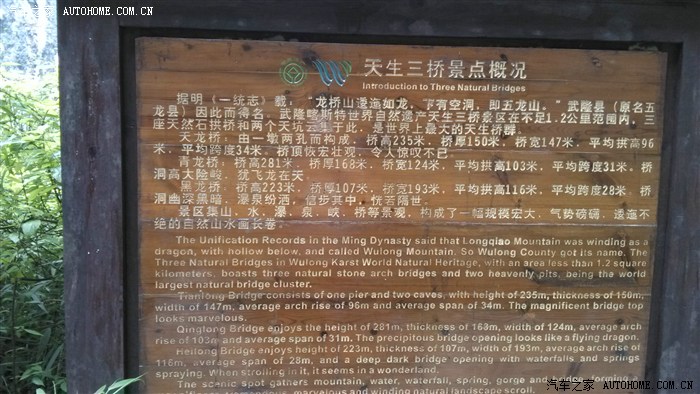 汽车之家 AUTOHOME.COM.CN
天生三桥景点概况
Introduction to Three Natural Bridges
据明《一统志》载，"龙桥山逶迤如龙，下有空洞，即五龙山。"武隆县（原名五
龙县）因此而得名。武隆喀斯特世界自然遗产天生三桥景区在不足1.2公里范围内，三
座天然石拱桥和两个天坑云集于此，是世界上最大的天生桥群。
天龙桥，由一墩两孔而构成，桥高235米，桥厚150米，桥宽147米，平均拱高96
米，平均跨度34米。桥顶恢宏壮观，令人惊叹不已。
青龙桥，桥高281米，桥厚168米，桥宽124米，平均拱高103米，平均跨度31米。桥
洞高大险峻，犹飞龙在天。
黑龙桥，桥高223米，桥厚107米，桥宽193米，平均拱高116米，平均跨度28米。桥
洞幽深黑暗，瀑泉纷洒，信步其中，恍若隔世。
景区集山、水、瀑、泉、峡、桥等景观，构成了一幅规模宏大、气势磅礴、逶迤不
绝的自然山水画长卷。
The Unification Records in the Ming Dynasty said that Longqiao Mountain was winding as a
dragon, with hollow below, and called Wulong Mountain. So Wulong County got its name. The
Three Natural Bridges in Wulong Karst World Natural Heritage, with an area less than 1.2 square
kilometers, boasts three natural stone arch bridges and two heavenly pits, being the world
largest natural bridge cluster.
Tianlong Bridge consists of one pier and two caves, with height of 235m, thickness of 150m,
width of 147m, average arch rise of 96m and average span of 34m. The magnificent bridge top
looks marvelous.
Qinglong Bridge enjoys the height of 281m, thickness of 168m, width of 124m, average arch
rise of 103m and average span of 31m. The precipitous bridge opening looks like a flying dragon.
Heilong Bridge enjoys height of 223m, thickness of 107m, width of 193m, average arch rise of
116m, average span of 28m, and a deep dark bridge opening with waterfalls and springs
spraying. When strolling in it, it seems in a wonderland.
The scenic spot gathers mountain, water, waterfall, spring, gorge and bridge, forming a
marvelous and winding natural landscape scroll.
汽车之家 AUTOHOME.COM.CN